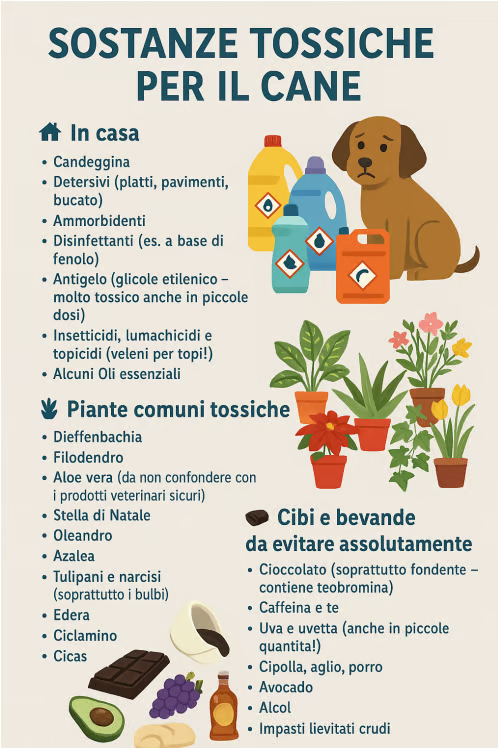 SOSTANZE TOSSICHE
PER IL CANE
In casa
• Candeggina
• Detersivi (platti, pavimenti,
bucato)
• Ammorbidenti
• Disinfettanti (es. a base di
fenolo)
• Antigelo (glicole etilenico –
molto tossico anche in piccole
dosi)
• Insetticidi, lumachicidi e
topicidi (veleni per topi!)
• Alcuni Oli essenziali
Piante comuni tossiche
• Dieffenbachia
• Filodendro
• Aloe vera (da non confondere con
i prodotti veterinari sicuri)
• Stella di Natale
• Oleandro
• Azalea
• Tulipani e narcisi
(soprattutto i bulbi)
• Edera
• Ciclamino
• Cicas
Cibi e bevande
da evitare assolutamente
• Cioccolato (soprattutto fondente –
contiene teobromina)
• Caffeina e te
• Uva e uvetta (anche in piccole
quantita!)
• Cipolla, aglio, porro
• Avocado
• Alcol
• Impasti lievitati crudi